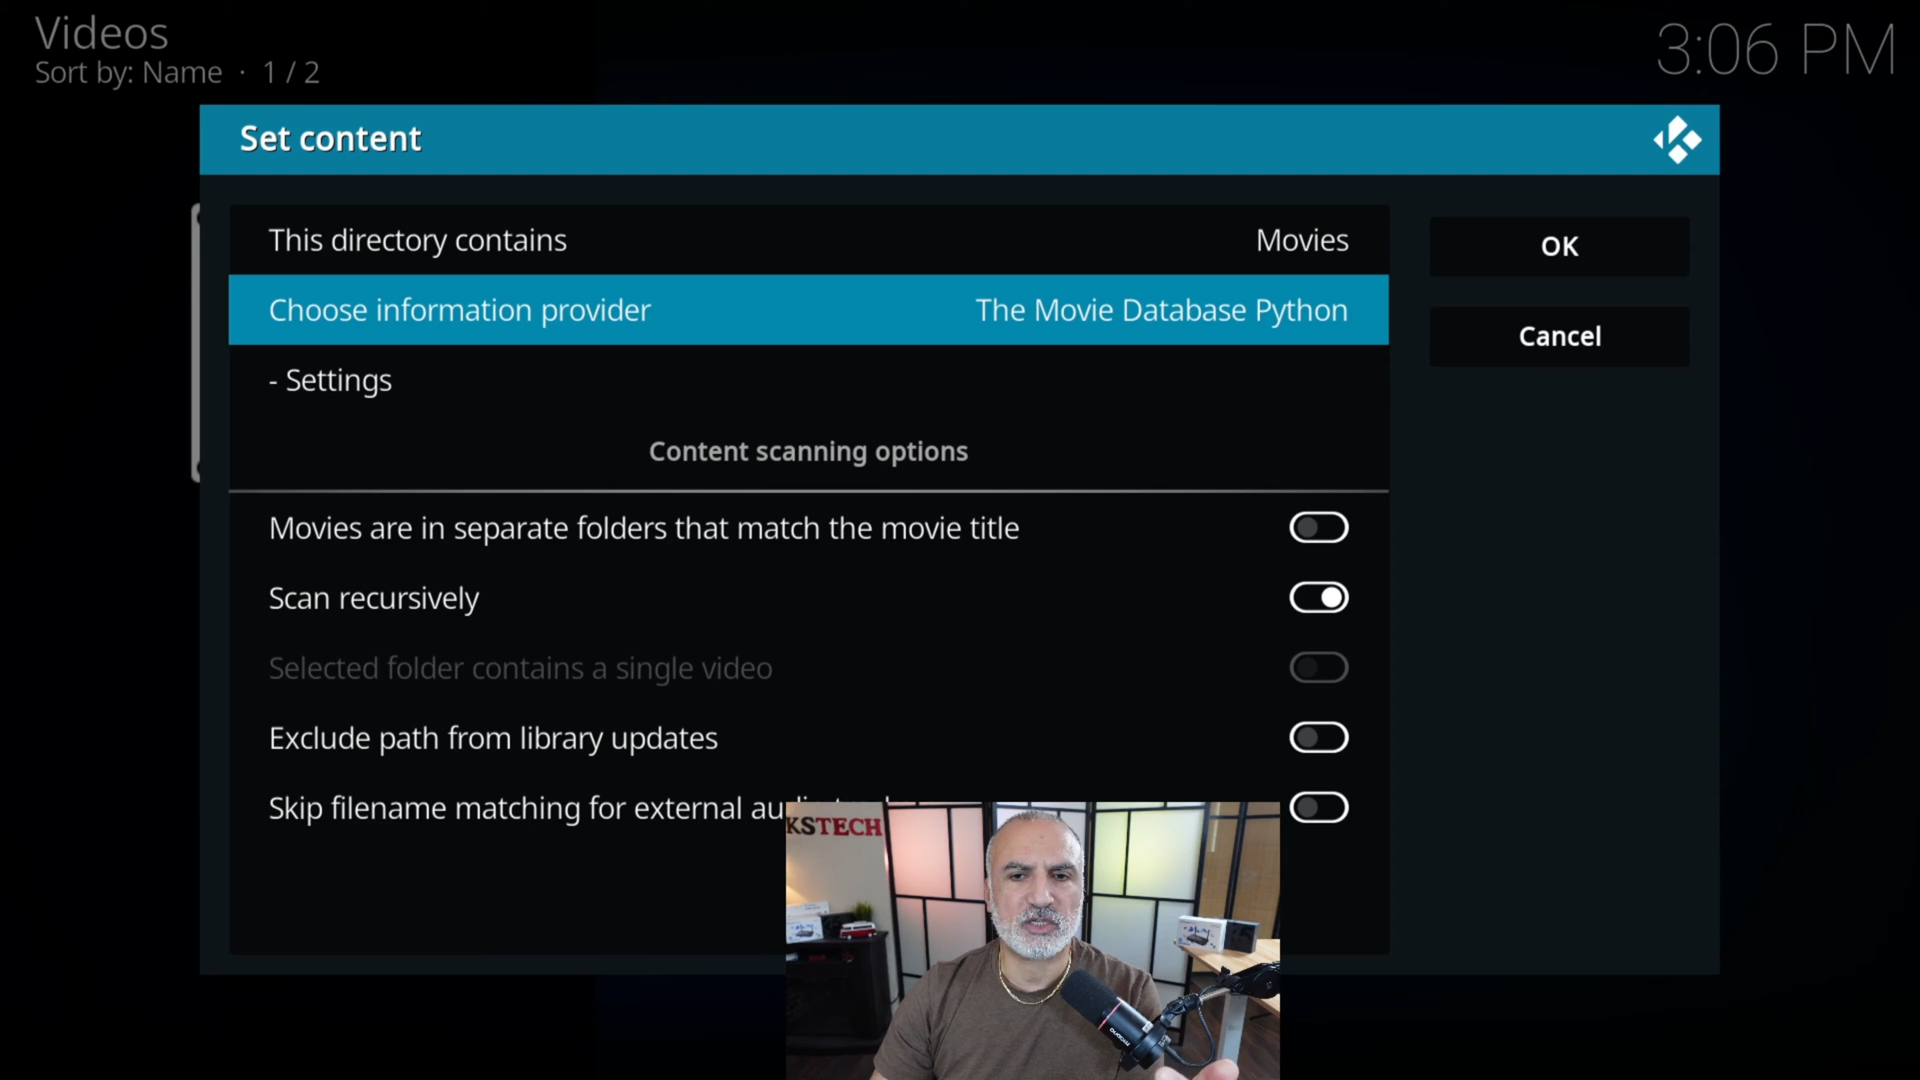 Videos
Sort by: Name · 1 / 2
3:06 PM
Set content
This directory contains
Movies
OK
Choose information provider
The Movie Database Python
Cancel
- Settings
Content scanning options
Movies are in separate folders that match the movie title
Scan recursively
Selected folder contains a single video
Exclude path from library updates
Skip filename matching for external
KSTECH